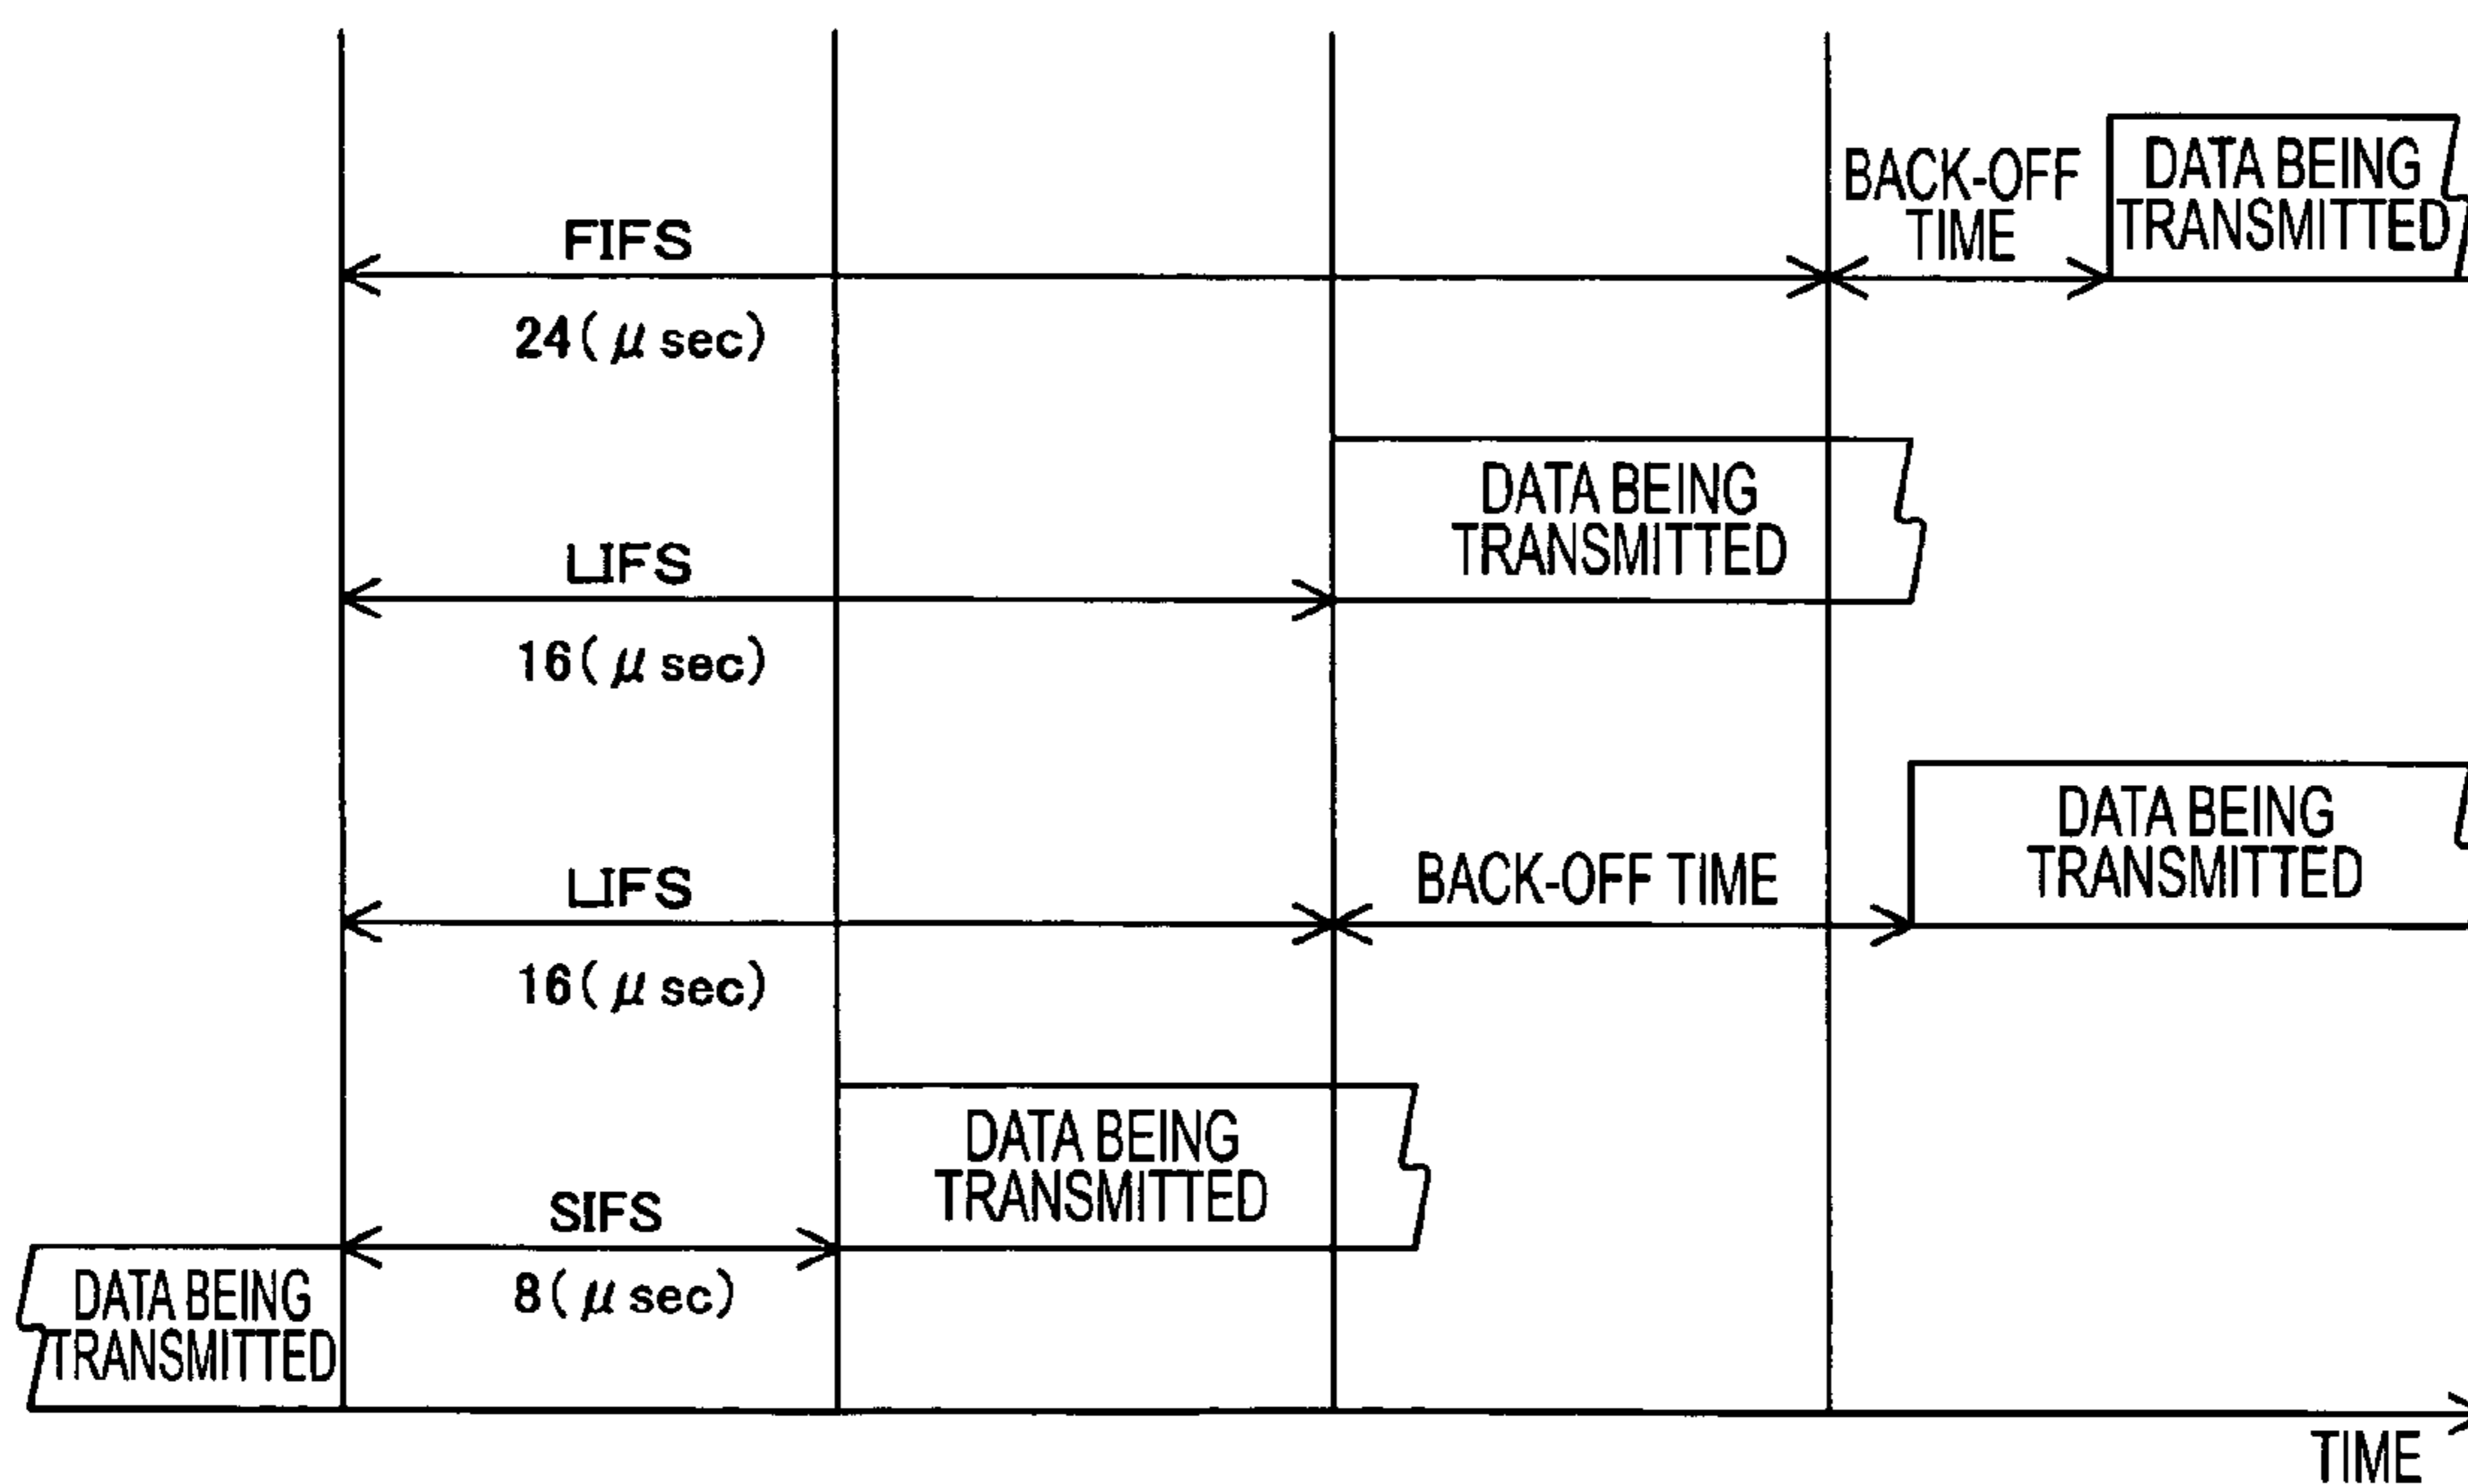 BACK-OFF
TIME
DATA BEING
TRANSMITTED
FIFS
24(μsec)
DATA BEING
TRANSMITTED
LIFS
16(μsec)
DATA BEING
TRANSMITTED
LIFS
BACK-OFF TIME
16(μsec)
DATA BEING
TRANSMITTED
SIFS
8(μsec)
DATA BEING
TRANSMITTED
TIME